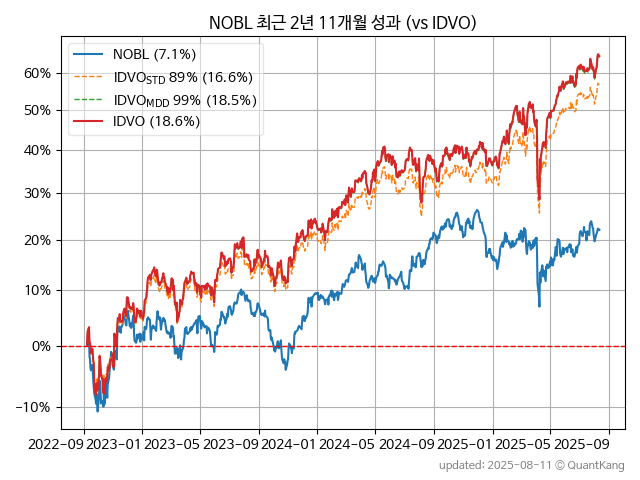 NOBL 최근 2년 11개월 성과 (vs IDVO)
NOBL (7.1%)
IDVO_STD 89% (16.6%)
IDVO_MDD 99% (18.5%)
IDVO (18.6%)
60%
50%
40%
30%
20%
10%
0%
−10%
2022-09 2023-01 2023-05 2023-09 2024-01 2024-05 2024-09 2025-01 2025-05 2025-09
updated: 2025-08-11 © QuantKang